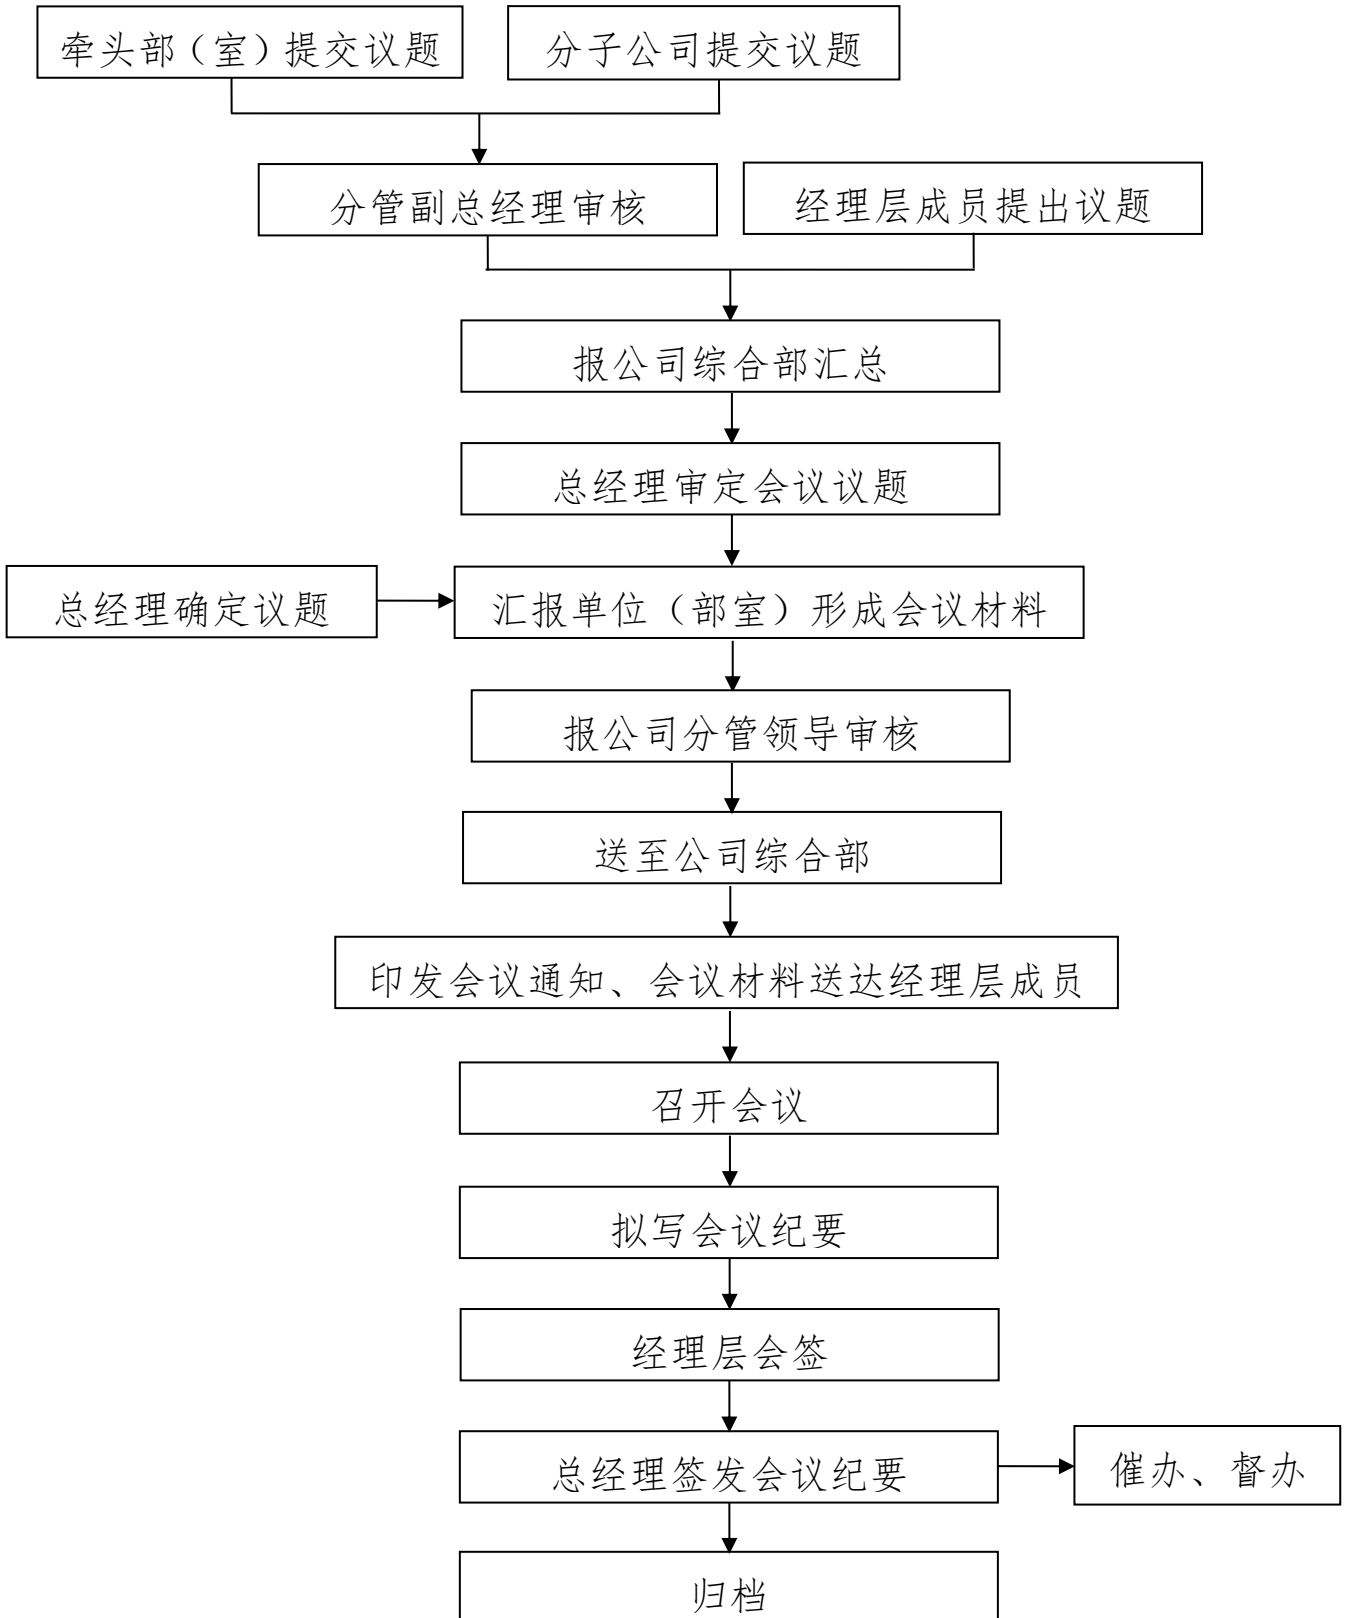 牵头部（室）提交议题
分子公司提交议题
分管副总经理审核
经理层成员提出议题
报公司综合部汇总
总经理审定会议议题
总经理确定议题
汇报单位（部室）形成会议材料
报公司分管领导审核
送至公司综合部
印发会议通知、会议材料送达经理层成员
召开会议
拟写会议纪要
经理层会签
总经理签发会议纪要
催办、督办
归档